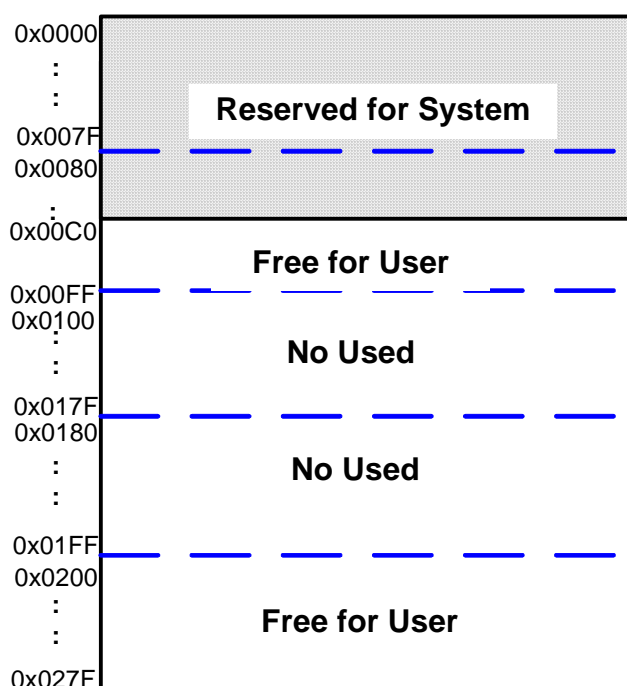 0x0000
:
:
Reserved for System
0x007F
0x0080
:
0x00C0
Free for User
0x00FF
0x0100
:
:
No Used
0x017F
0x0180
No Used
:
:
0x01FF
0x0200
:
:
Free for User
0x027F